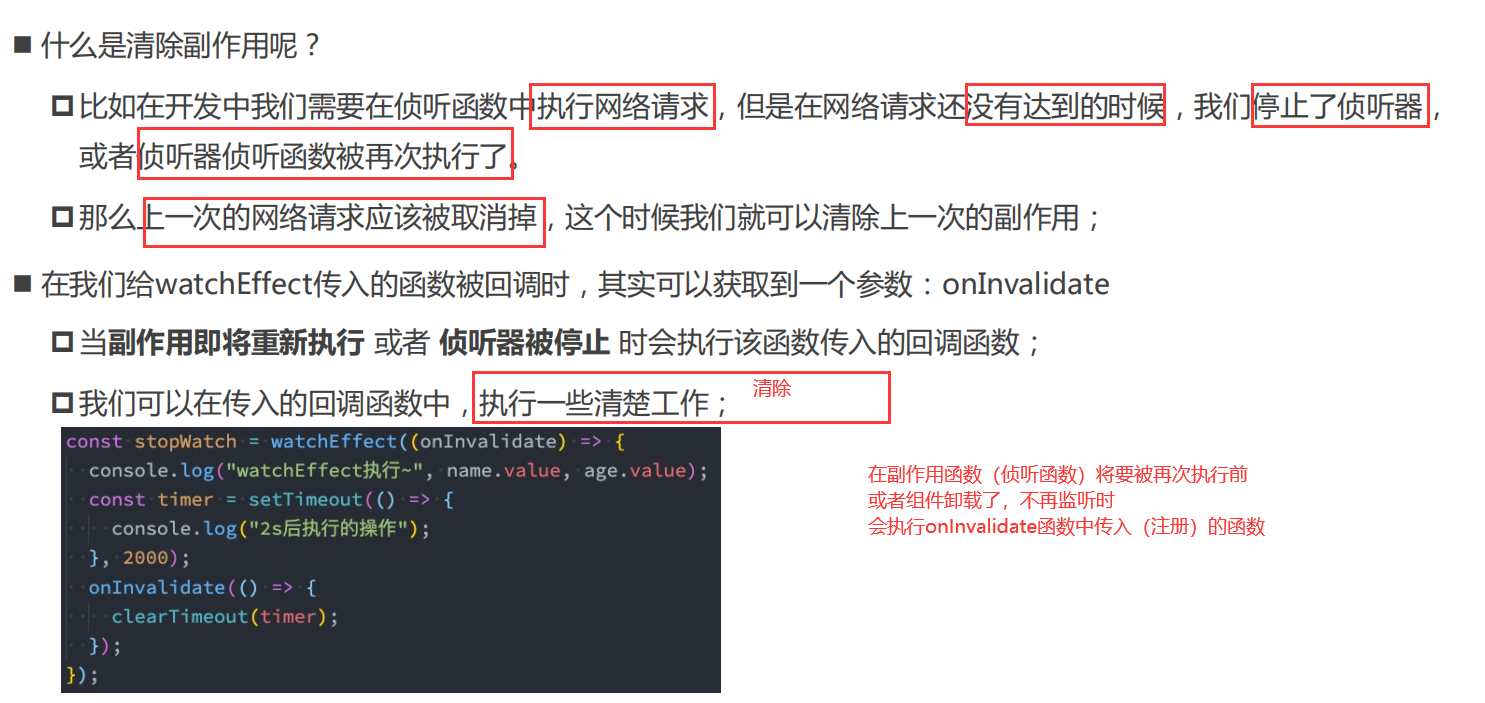 ■ 什么是清除副作用呢？
比如在开发中我们需要在侦听函数中执行网络请求，但是在网络请求还没有达到的时候，我们停止了侦听器，
或者侦听器侦听函数被再次执行了。
那么上一次的网络请求应该被取消掉，这个时候我们就可以清除上一次的副作用；
■ 在我们给watchEffect传入的函数被回调时，其实可以获取到一个参数：onInvalidate
当副作用即将重新执行 或者 侦听器被停止 时会执行该函数传入的回调函数；
我们可以在传入的回调函数中，执行一些清楚工作；
清除
const stopWatch = watchEffect((onInvalidate) => {
console.log("watchEffect执行~", name.value, age.value);
const timer = setTimeout(() => {
console.log("2s后执行的操作");
}, 2000);
onInvalidate(() => {
clearTimeout(timer);
});
});
在副作用函数（侦听函数）将要被再次执行前
或者组件卸载了，不再监听时
会执行onInvalidate函数中传入（注册）的函数